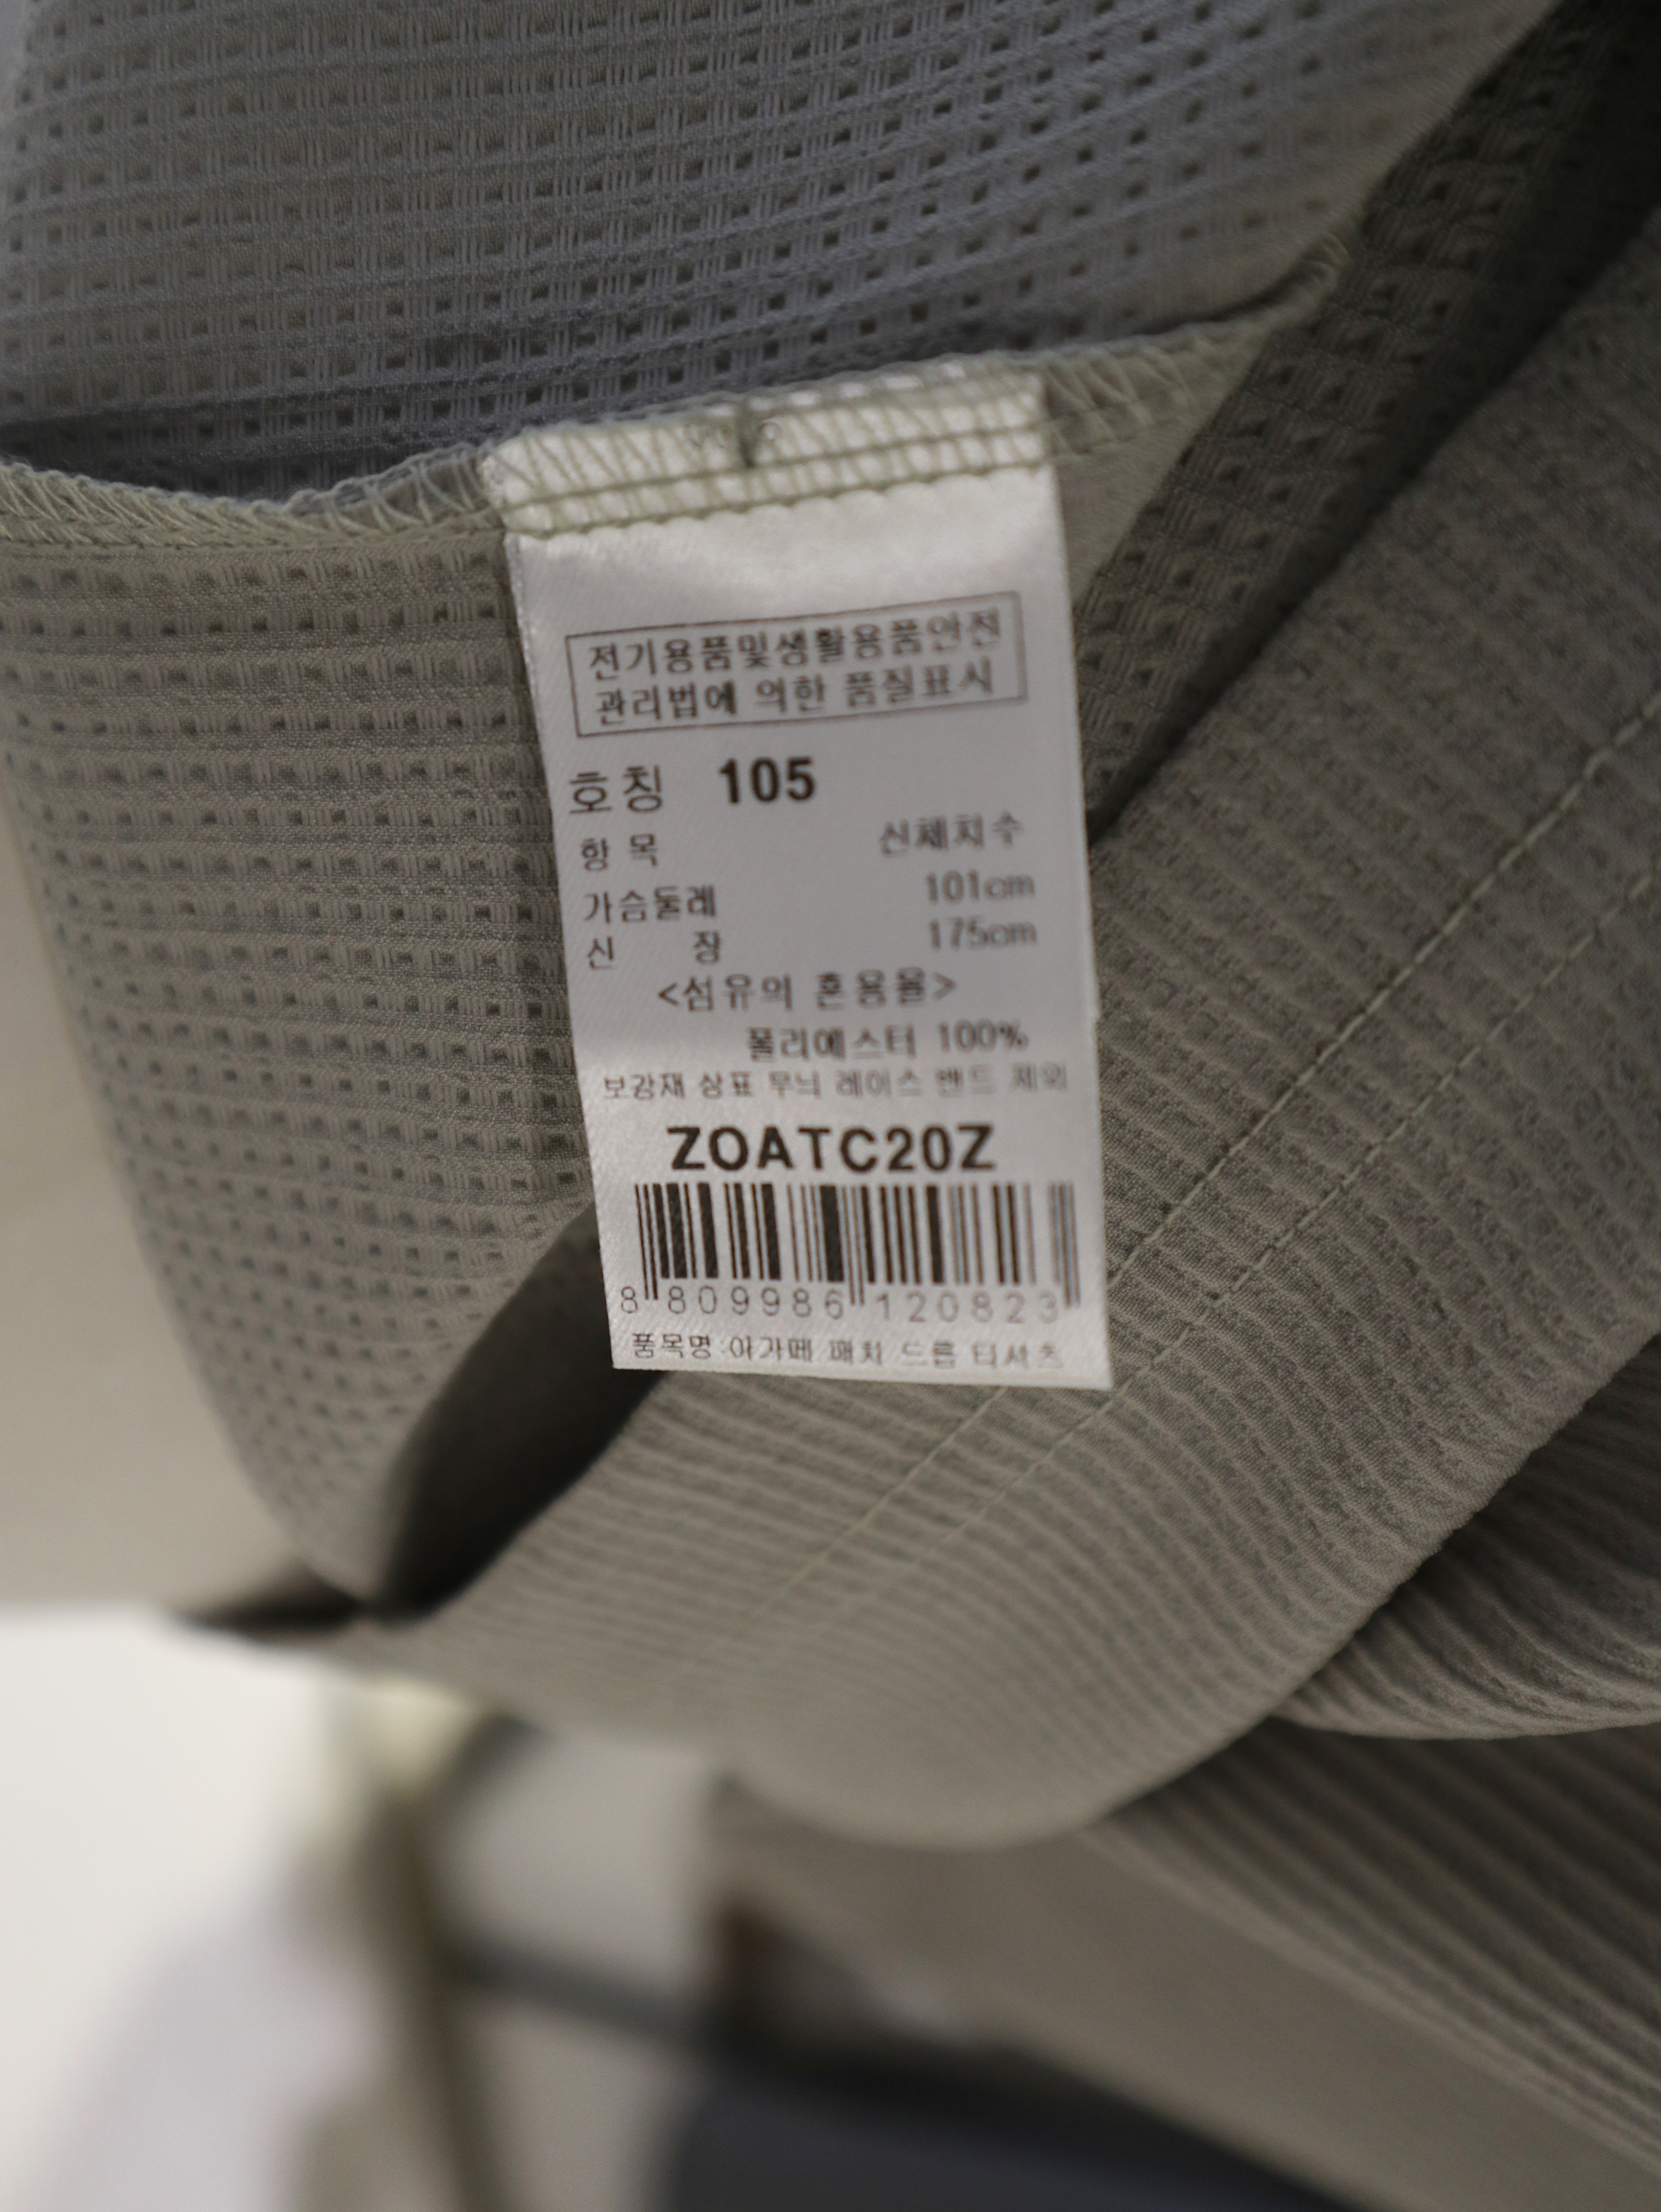 전기용품및생활용품안전
관리법에 의한 품질표시
호칭 105
항목 신체치수
가슴둘레 101cm
신 장 175cm
<섬유의 혼용율>
폴리에스터 100%
보강재 상표 무늬 레이스 밴드 제외
ZOATC20Z
8 809986 120823
품목명:아가페 패치 드롭 티셔츠